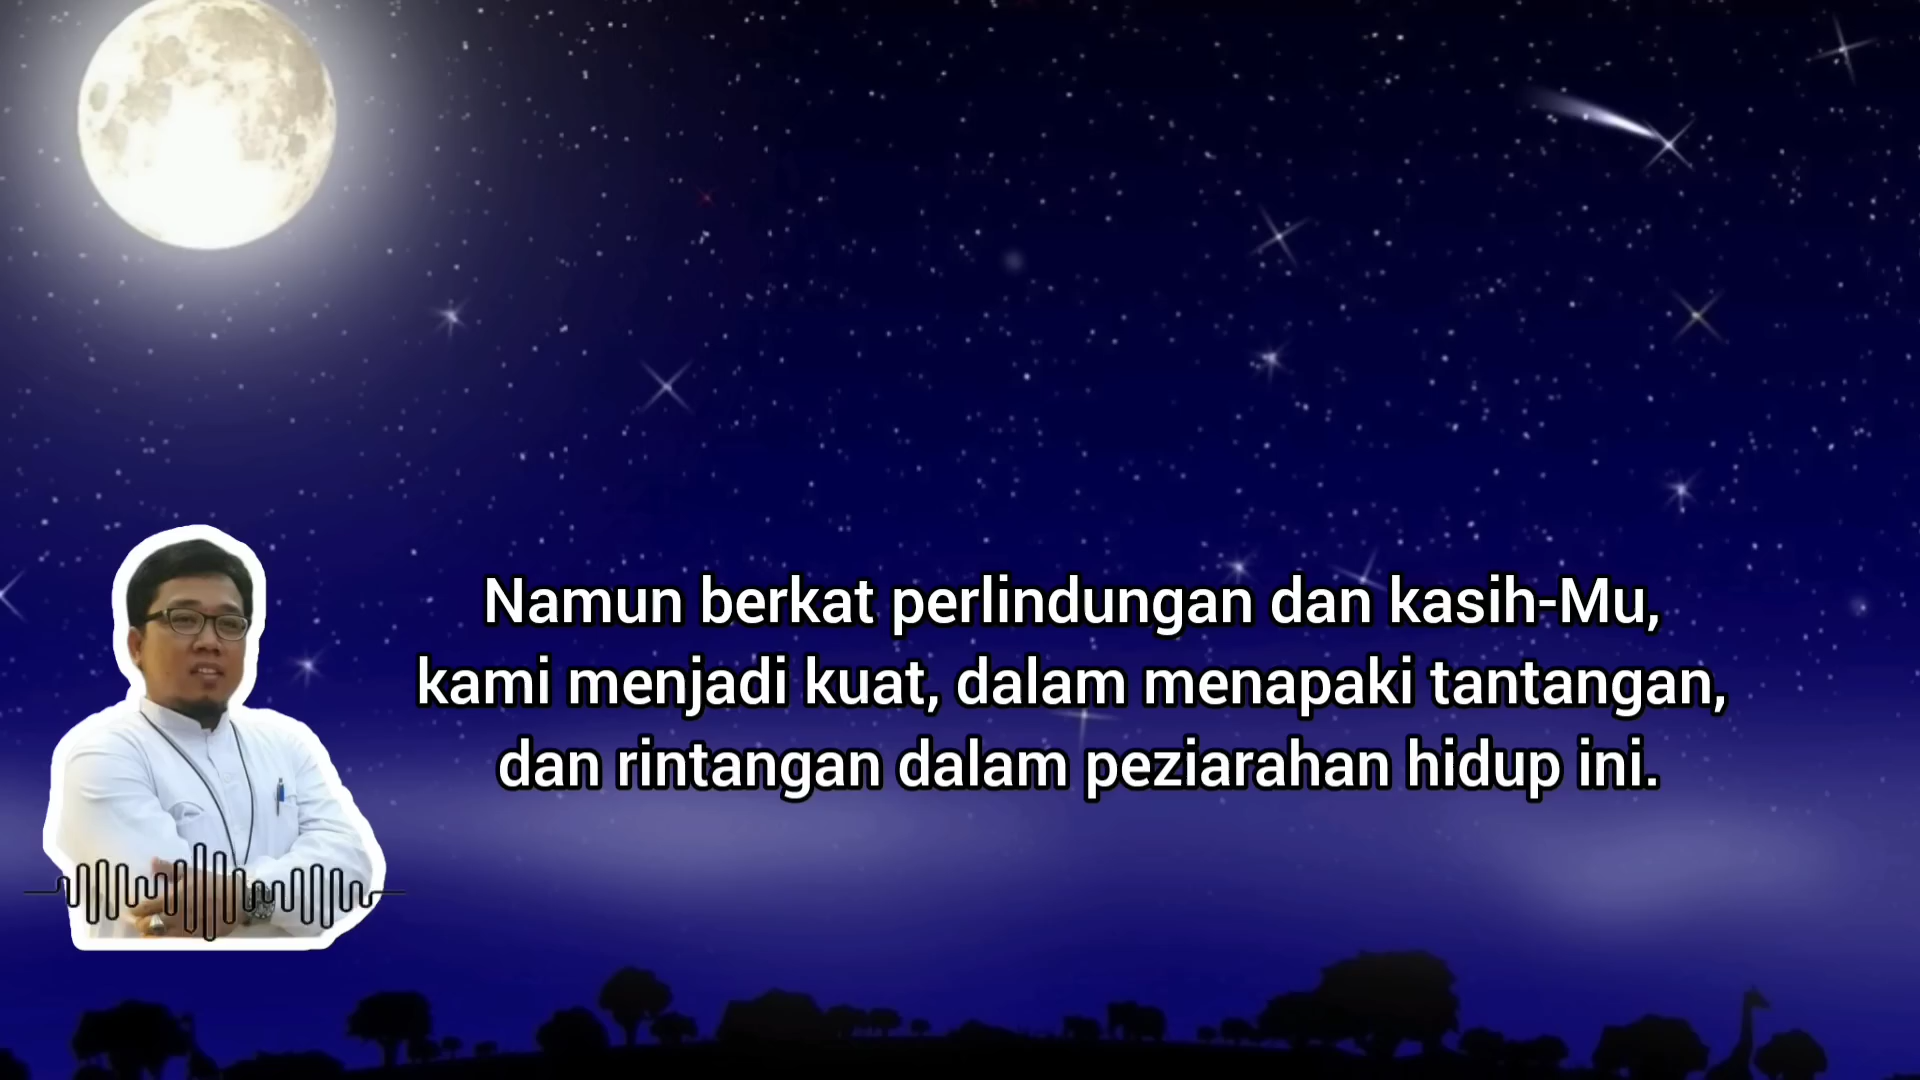 Namun berkat perlindungan dan kasih-Mu,
kami menjadi kuat, dalam menapaki tantangan,
dan rintangan dalam peziarahan hidup ini.